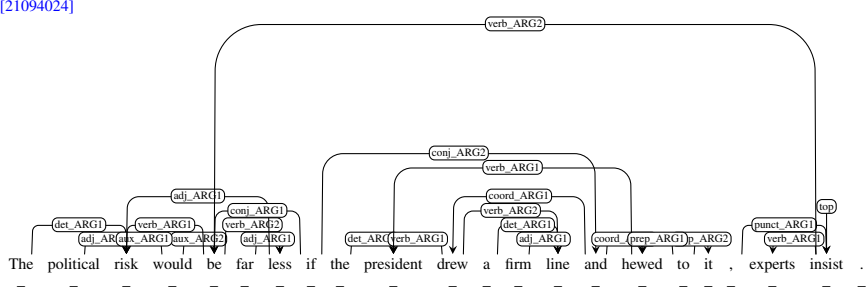 [21094024]
verb_ARG2
conj_ARG2
verb_ARG1
adj_ARG1 coord_ARG1
conj_ARG1 verb_ARG2 top
det_ARG1 verb_ARG1 verb_ARG2 det_ARG1 punct_ARG1
adj_AR aux_ARG1 aux_ARG2 adj_ARG1 det_ARG verb_ARG1 adj_ARG1 coord_ prep_ARG1 p_ARG2 verb_ARG1
The political risk would be far less if the president drew a firm line and hewed to it , experts insist .
_ _ _ _ _ _ _ _ _ _ _ _ _ _ _ _ _ _ _ _ _ _